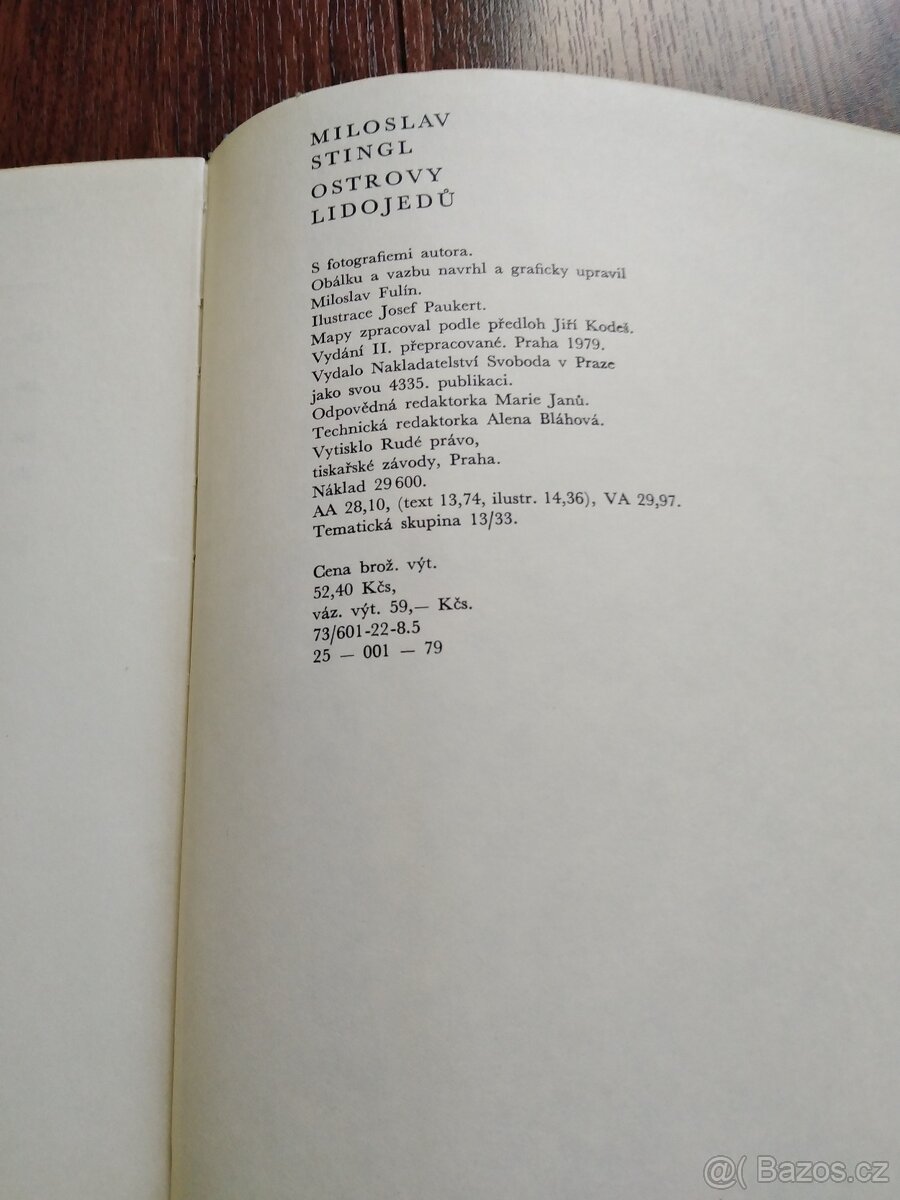 MILOSLAV
STINGL
OSTROVY
LIDOJEDŮ
S fotografiemi autora.
Obálku a vazbu navrhl a graficky upravil
Miloslav Fulín.
Ilustrace Josef Paukert.
Mapy zpracoval podle předloh Jiří Kodeš.
Vydání II. přepracované. Praha 1979.
Vydalo Nakladatelství Svoboda v Praze
jako svou 4335. publikaci.
Odpovědná redaktorka Marie Janů.
Technická redaktorka Alena Bláhová.
Vytisklo Rudé právo,
tiskařské závody, Praha.
Náklad 29 600.
AA 28,10, (text 13,74, ilustr. 14,36), VA 29,97.
Tematická skupina 13/33.
Cena brož. výt.
52,40 Kčs,
váz. výt. 59,— Kčs.
73/601-22-8.5
25 — 001 — 79
@( Bazos.cz